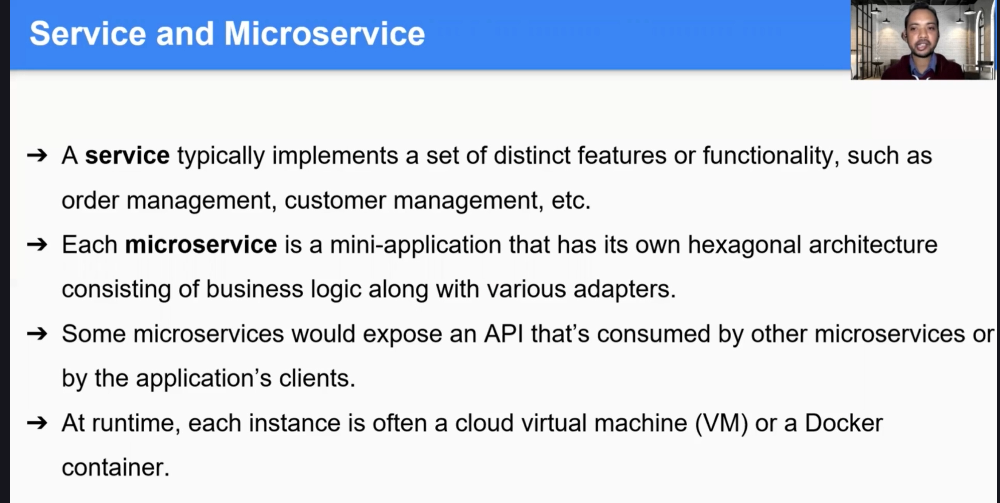 Service and Microservice
➔ A service typically implements a set of distinct features or functionality, such as
order management, customer management, etc.
➔ Each microservice is a mini-application that has its own hexagonal architecture
consisting of business logic along with various adapters.
➔ Some microservices would expose an API that’s consumed by other microservices or
by the application’s clients.
➔ At runtime, each instance is often a cloud virtual machine (VM) or a Docker
container.